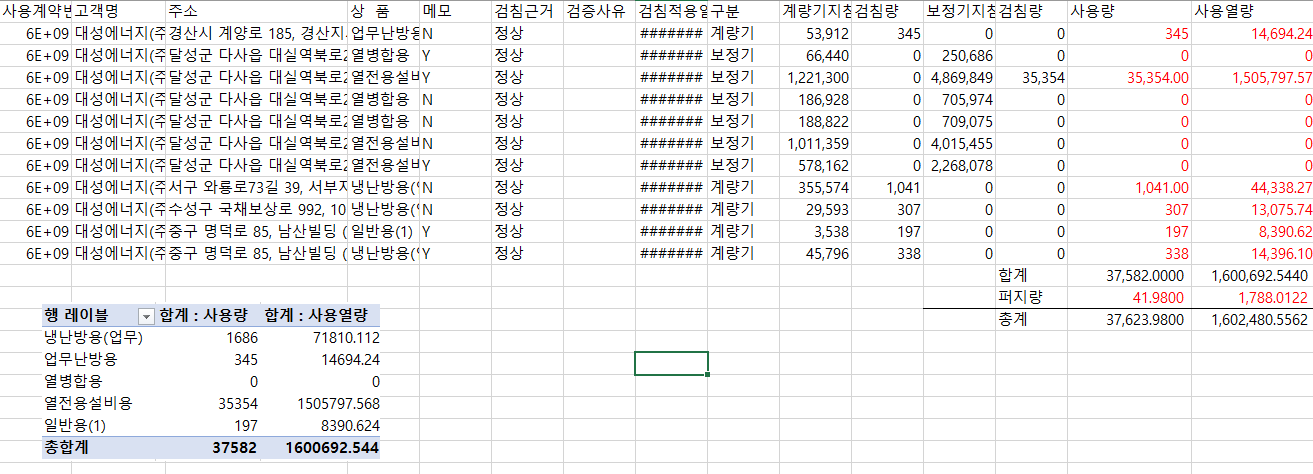 사용계약번 고객명 주소 상 품 메모 검침근거 검증사유 검침적용일 구분 계량기지침 검침량 보정기지침 검침량 사용량 사용열량
6E+09 대성에너지(주 경산시 계양로 185, 경산지 업무난방용 N 정상 ####### 계량기 53,912 345 0 0 345 14,694.24
6E+09 대성에너지(주 달성군 다사읍 대실역북로2 열병합용 Y 정상 ####### 보정기 66,440 0 250,686 0 0 0
6E+09 대성에너지(주 달성군 다사읍 대실역북로2 열전용설비 Y 정상 ####### 보정기 1,221,300 0 4,869,849 35,354 35,354.00 1,505,797.57
6E+09 대성에너지(주 달성군 다사읍 대실역북로2 열병합용 N 정상 ####### 보정기 186,928 0 705,974 0 0 0
6E+09 대성에너지(주 달성군 다사읍 대실역북로2 열병합용 N 정상 ####### 보정기 188,822 0 709,075 0 0 0
6E+09 대성에너지(주 달성군 다사읍 대실역북로2 열전용설비 N 정상 ####### 보정기 1,011,359 0 4,015,455 0 0 0
6E+09 대성에너지(주 달성군 다사읍 대실역북로2 열전용설비 Y 정상 ####### 보정기 578,162 0 2,268,078 0 0 0
6E+09 대성에너지(주 서구 와룡로73길 39, 서부지 냉난방용( N 정상 ####### 계량기 355,574 1,041 0 0 1,041.00 44,338.27
6E+09 대성에너지(주 수성구 국채보상로 992, 10 냉난방용( N 정상 ####### 계량기 29,593 307 0 0 307 13,075.74
6E+09 대성에너지(주 중구 명덕로 85, 남산빌딩 ( 일반용(1) Y 정상 ####### 계량기 3,538 197 0 0 197 8,390.62
6E+09 대성에너지(주 중구 명덕로 85, 남산빌딩 ( 냉난방용( Y 정상 ####### 계량기 45,796 338 0 0 338 14,396.10
합계 37,582.0000 1,600,692.5440
퍼지량 41.9800 1,788.0122
총계 37,623.9800 1,602,480.5562
행 레이블 합계 : 사용량 합계 : 사용열량
냉난방용(업무) 1686 71810.112
업무난방용 345 14694.24
열병합용 0 0
열전용설비용 35354 1505797.568
일반용(1) 197 8390.624
총합계 37582 1600692.544